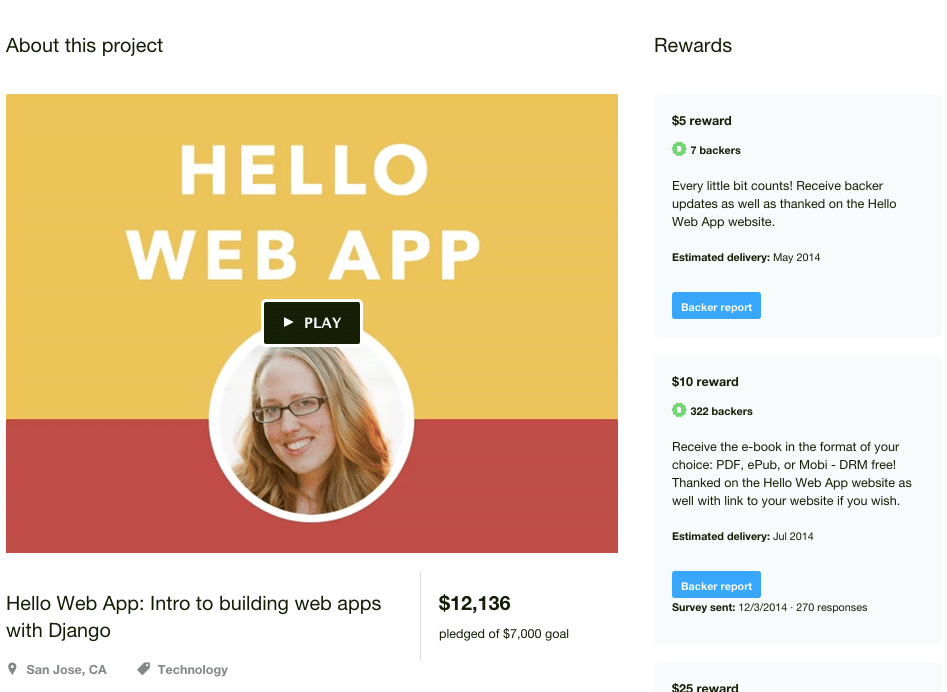 About this project
HELLO
WEB APP
PLAY
Hello Web App: Intro to building web apps
with Django
San Jose, CA
Technology
$12,136
pledged of $7,000 goal
Rewards
$5 reward
7 backers
Every little bit counts! Receive backer
updates as well as thanked on the Hello
Web App website.
Estimated delivery: May 2014
Backer report
$10 reward
322 backers
Receive the e-book in the format of your
choice: PDF, ePub, or Mobi - DRM free!
Thanked on the Hello Web App website as
well with link to your website if you wish.
Estimated delivery: Jul 2014
Backer report
Survey sent: 12/3/2014 · 270 responses
$25 reward